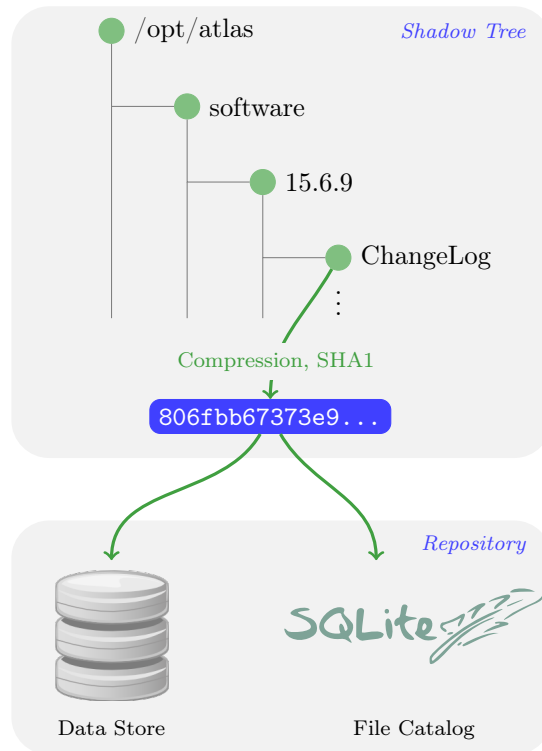 /opt/atlas
Shadow Tree
software
15.6.9
ChangeLog
⋮
Compression, SHA1
806fbb67373e9...
Repository
SQLite
Data Store
File Catalog